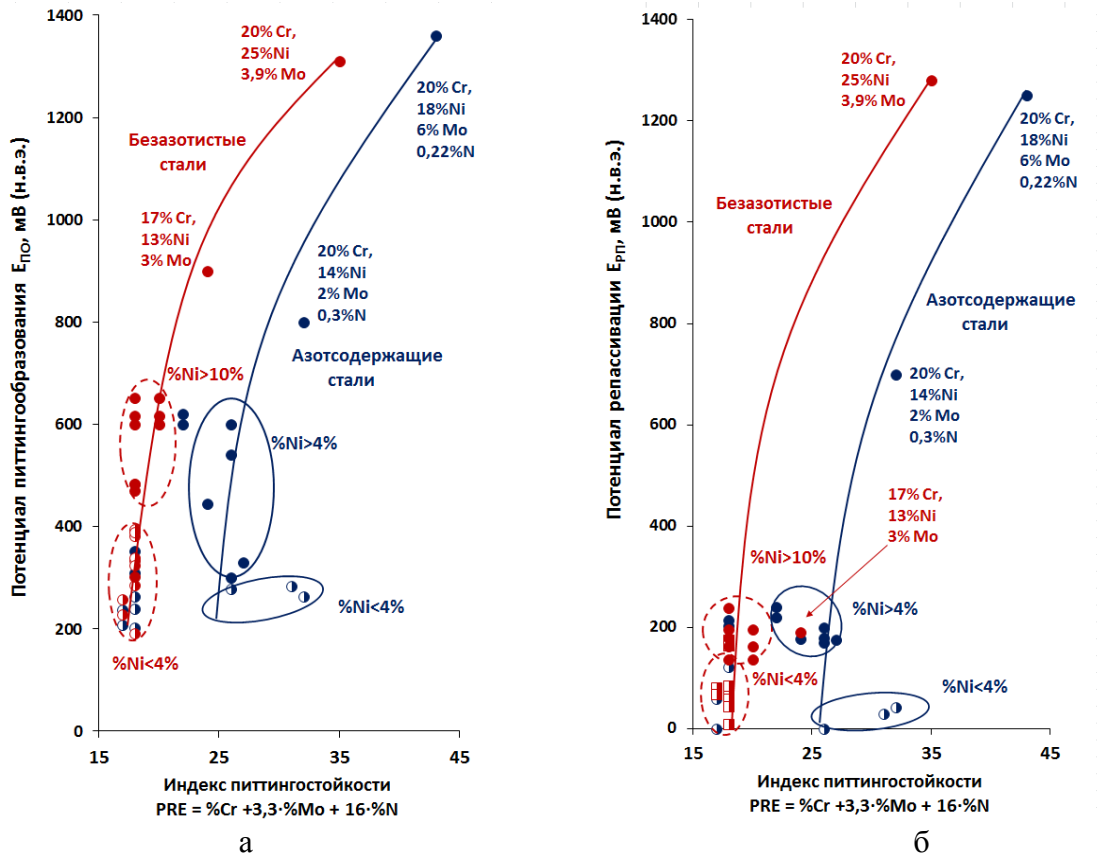 Потенциал питтингообразования Eпо, мВ (н.в.э.)
1400
1200
1000
800
600
400
200
0
20% Cr,
25%Ni
3,9% Mo
Безазотистые
стали
17% Cr,
13%Ni
3% Mo
20% Cr,
18%Ni
6% Mo
0,22%N
20% Cr,
14%Ni
2% Mo
0,3%N
Азотсодержащие
стали
%Ni>10%
%Ni>4%
%Ni<4%
%Ni<4%
15
25
35
45
Индекс питтингостойкости
PRE = %Cr +3,3·%Mo + 16·%N
а
Потенциал репассивации Eрп, мВ (н.в.э.)
1400
1200
1000
800
600
400
200
0
20% Cr,
25%Ni
3,9% Mo
20% Cr,
18%Ni
6% Mo
0,22%N
Безазотистые
стали
Азотсодержащие
стали
20% Cr,
14%Ni
2% Mo
0,3%N
17% Cr,
13%Ni
3% Mo
%Ni>10%
%Ni>4%
%Ni<4%
%Ni<4%
15
25
35
45
Индекс питтингостойкости
PRE = %Cr +3,3·%Mo + 16·%N
б